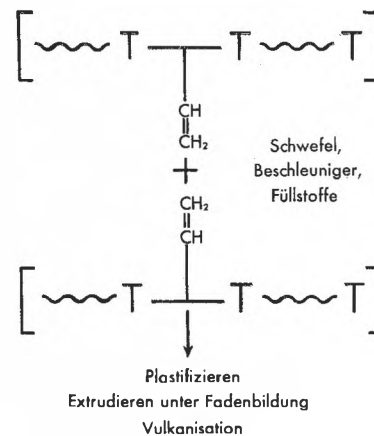 T T T
CH
CH₂
Schwefel,
Beschleuniger,
Füllstoffe
+
CH₂
CH
T T T
Plastifizieren
Extrudieren unter Fadenbildung
Vulkanisation